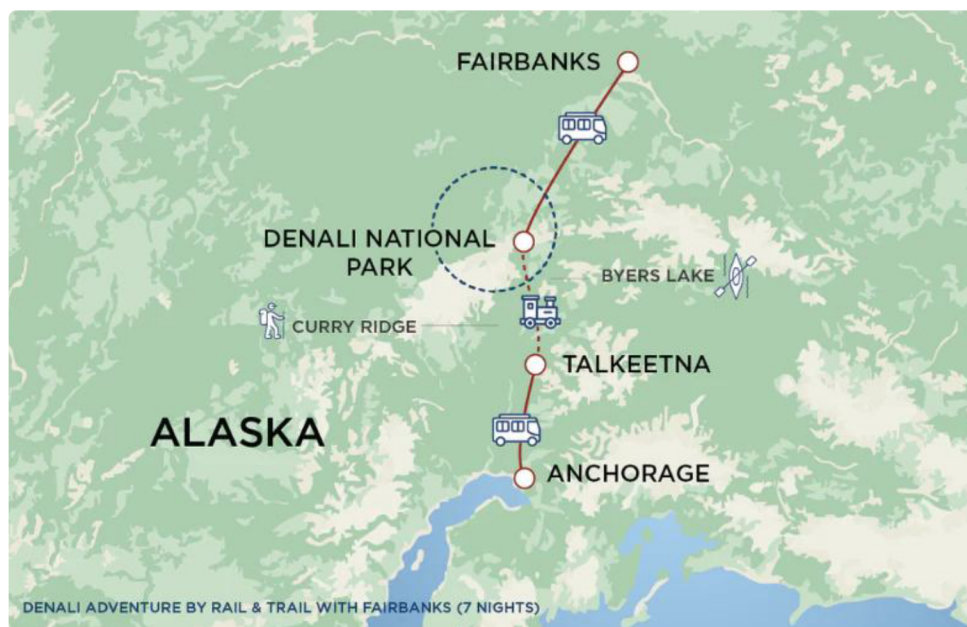 FAIRBANKS
DENALI NATIONAL
PARK
BYERS LAKE
CURRY RIDGE
TALKEETNA
ALASKA
ANCHORAGE
DENALI ADVENTURE BY RAIL & TRAIL WITH FAIRBANKS (7 NIGHTS)